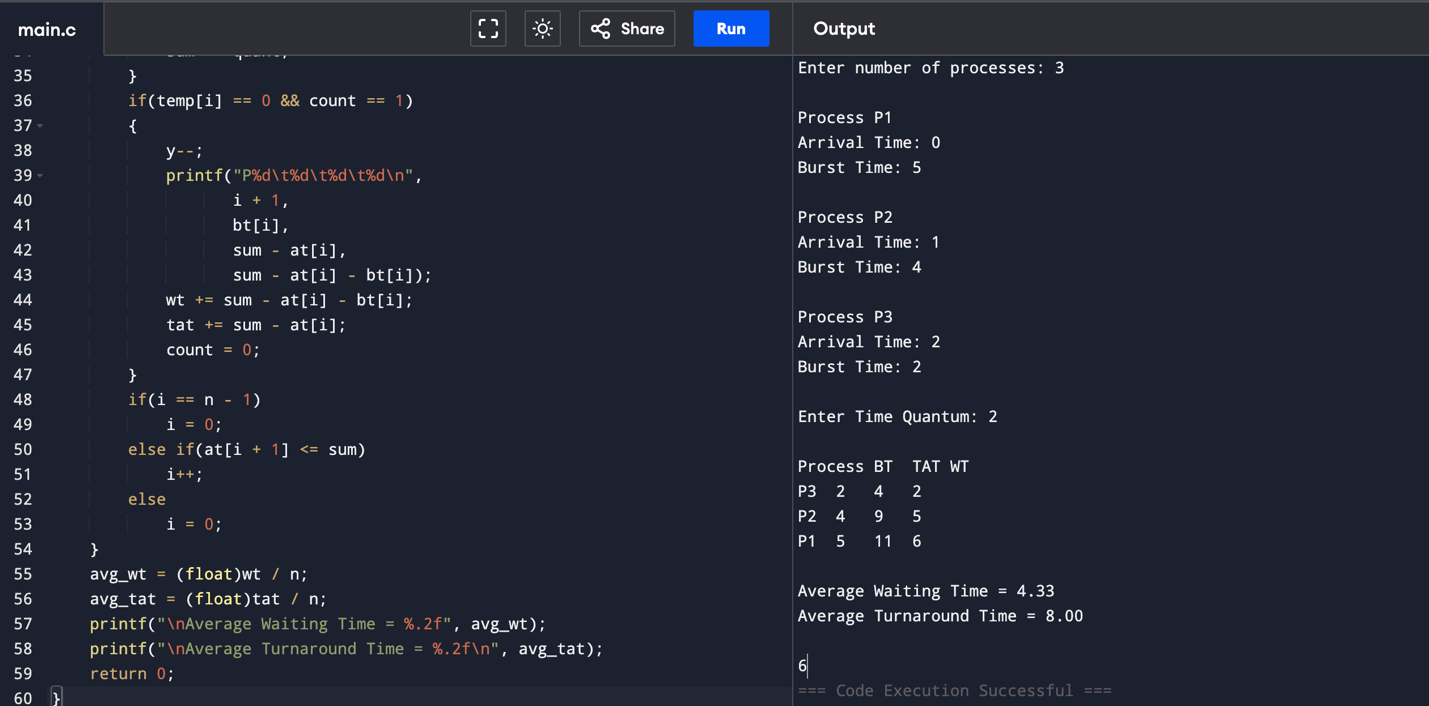 main.c
Share
Run
Output
35 }
36 if(temp[i] == 0 && count == 1)
37 {
38 y--;
39 printf("P%d\t%d\t%d\t%d\n",
40 i + 1,
41 bt[i],
42 sum - at[i],
43 sum - at[i] - bt[i]);
44 wt += sum - at[i] - bt[i];
45 tat += sum - at[i];
46 count = 0;
47 }
48 if(i == n - 1)
49 i = 0;
50 else if(at[i + 1] <= sum)
51 i++;
52 else
53 i = 0;
54 }
55 avg_wt = (float)wt / n;
56 avg_tat = (float)tat / n;
57 printf("\nAverage Waiting Time = %.2f", avg_wt);
58 printf("\nAverage Turnaround Time = %.2f\n", avg_tat);
59 return 0;
60 }
Enter number of processes: 3
Process P1
Arrival Time: 0
Burst Time: 5
Process P2
Arrival Time: 1
Burst Time: 4
Process P3
Arrival Time: 2
Burst Time: 2
Enter Time Quantum: 2
Process BT TAT WT
P3 2 4 2
P2 4 9 5
P1 5 11 6
Average Waiting Time = 4.33
Average Turnaround Time = 8.00
6
=== Code Execution Successful ===